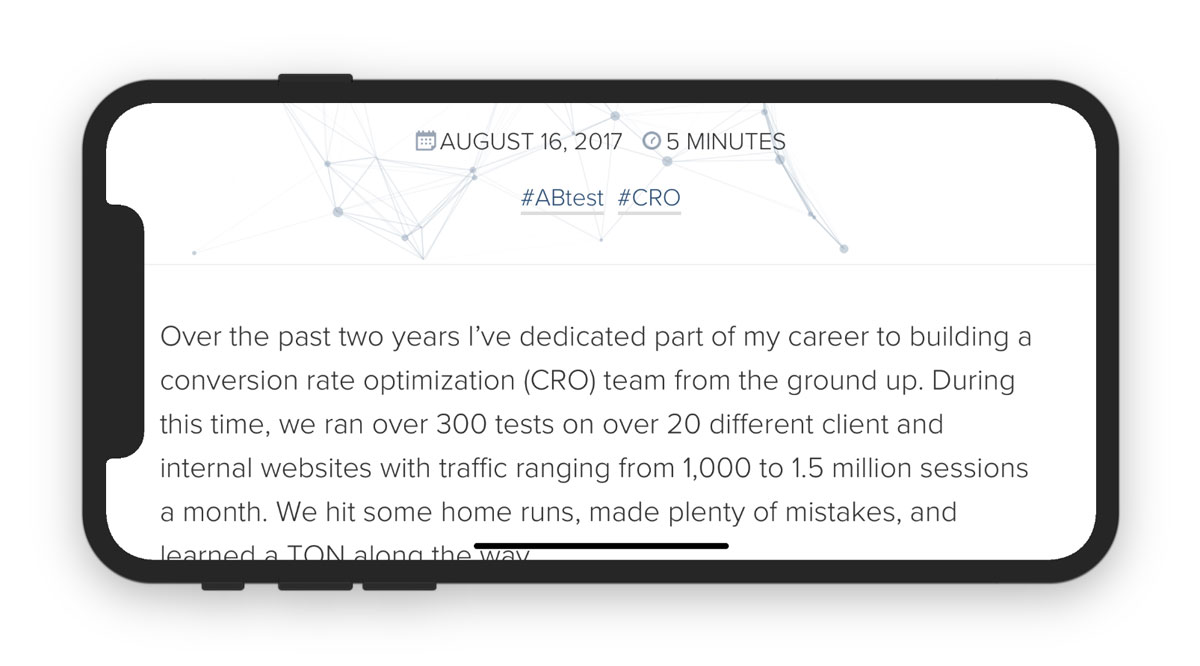 AUGUST 16, 2017 5 MINUTES
#ABtest #CRO
Over the past two years I’ve dedicated part of my career to building a
conversion rate optimization (CRO) team from the ground up. During
this time, we ran over 300 tests on over 20 different client and
internal websites with traffic ranging from 1,000 to 1.5 million sessions
a month. We hit some home runs, made plenty of mistakes, and
learned a TON along the way